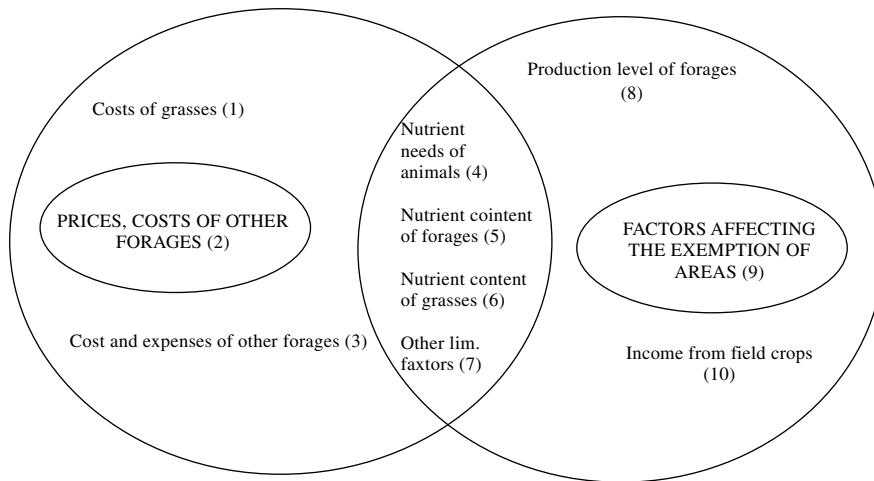 Costs of grasses (1)
PRICES, COSTS OF OTHER
FORAGES (2)
Cost and expenses of other forages (3)
Nutrient
needs of
animals (4)
Nutrient cointent
of forages (5)
Nutrient content
of grasses (6)
Other lim.
faxtors (7)
Production level of forages
(8)
FACTORS AFFECTING
THE EXEMPTION OF
AREAS (9)
Income from field crops
(10)